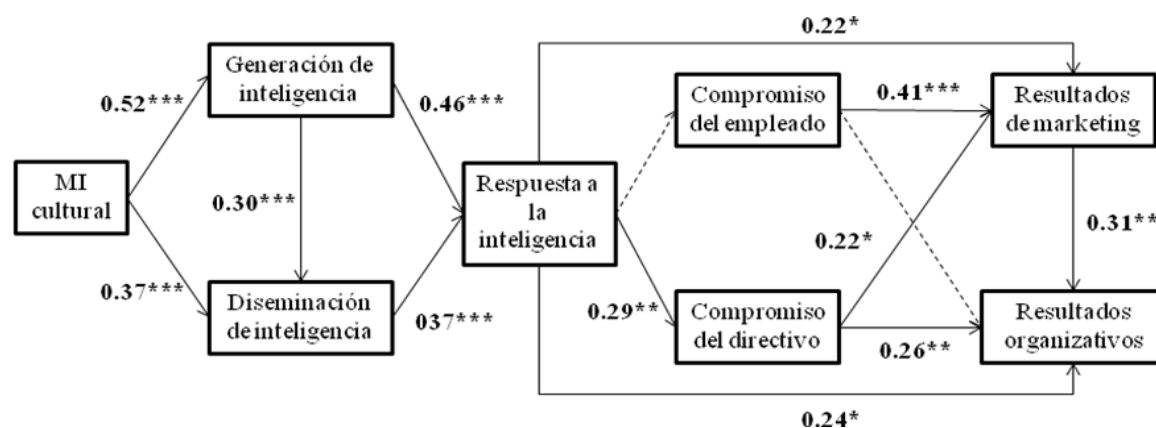 0.22*
Generación de
inteligencia
0.52***
0.46***
Compromiso
del empleado
0.41***
Resultados
de marketing
MI
cultural
0.30***
Respuesta a
la
inteligencia
0.22*
0.31**
0.37***
Diseminación
de inteligencia
037***
0.29**
Compromiso
del directivo
0.26**
Resultados
organizativos
0.24*